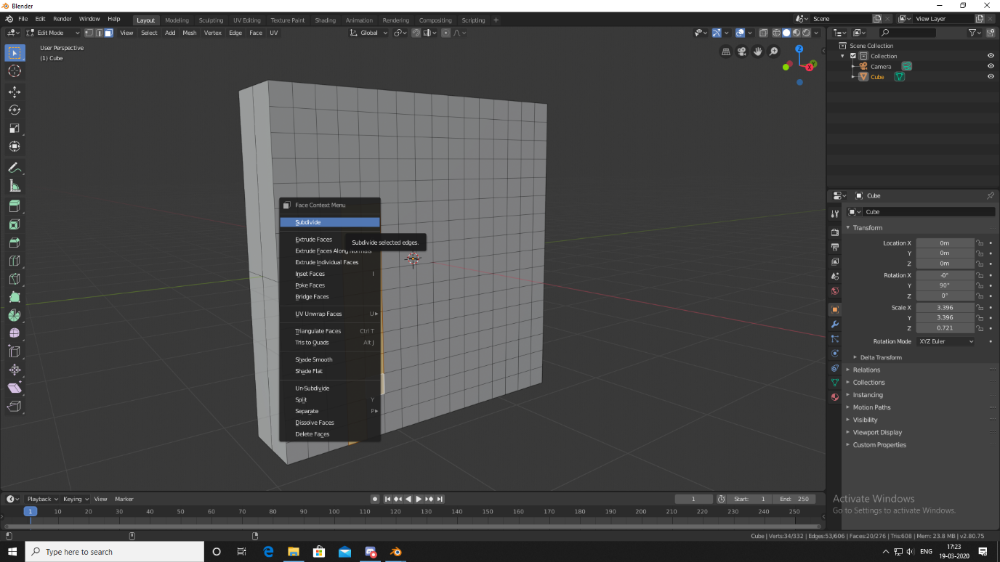 Blender
File Edit Render Window Help Layout Modeling Sculpting UV Editing Texture Paint Shading Animation Rendering Compositing Scripting + Scene View Layer
Edit Mode View Select Add Mesh Vertex Edge Face UV Global
User Perspective
(1) Cube
Z
Y
X
Scene Collection
Collection
Camera
Cube
Face Context Menu
Subdivide
Subdivide selected edges.
Extrude Faces
Extrude Faces Along Normals
Extrude Individual Faces
Inset Faces I
Poke Faces
Bridge Faces
UV Unwrap Faces U
Triangulate Faces Ctrl T
Tris to Quads Alt J
Shade Smooth
Shade Flat
Un-Subdivide
Split Y
Separate P
Dissolve Faces
Delete Faces
Cube
Cube
Transform
Location X 0m
Y 0m
Z 0m
Rotation X -0°
Y 90°
Z 0°
Scale X 3.396
Y 3.396
Z 0.721
Rotation Mode XYZ Euler
Delta Transform
Relations
Collections
Instancing
Motion Paths
Visibility
Viewport Display
Custom Properties
Activate Windows
Go to Settings to activate Windows.
Playback Keying View Marker 1 Start: 1 End: 250
1 10 20 30 40 50 60 70 80 90 100 110 120 130 140 150 160 170 180 190 200 210 220 230 240 250
Cube | Verts:34/332 | Edges:53/606 | Faces:20/276 | Tris:608 | Mem: 23.8 MB | v2.80.75
Type here to search
ENG
17:23
19-03-2020